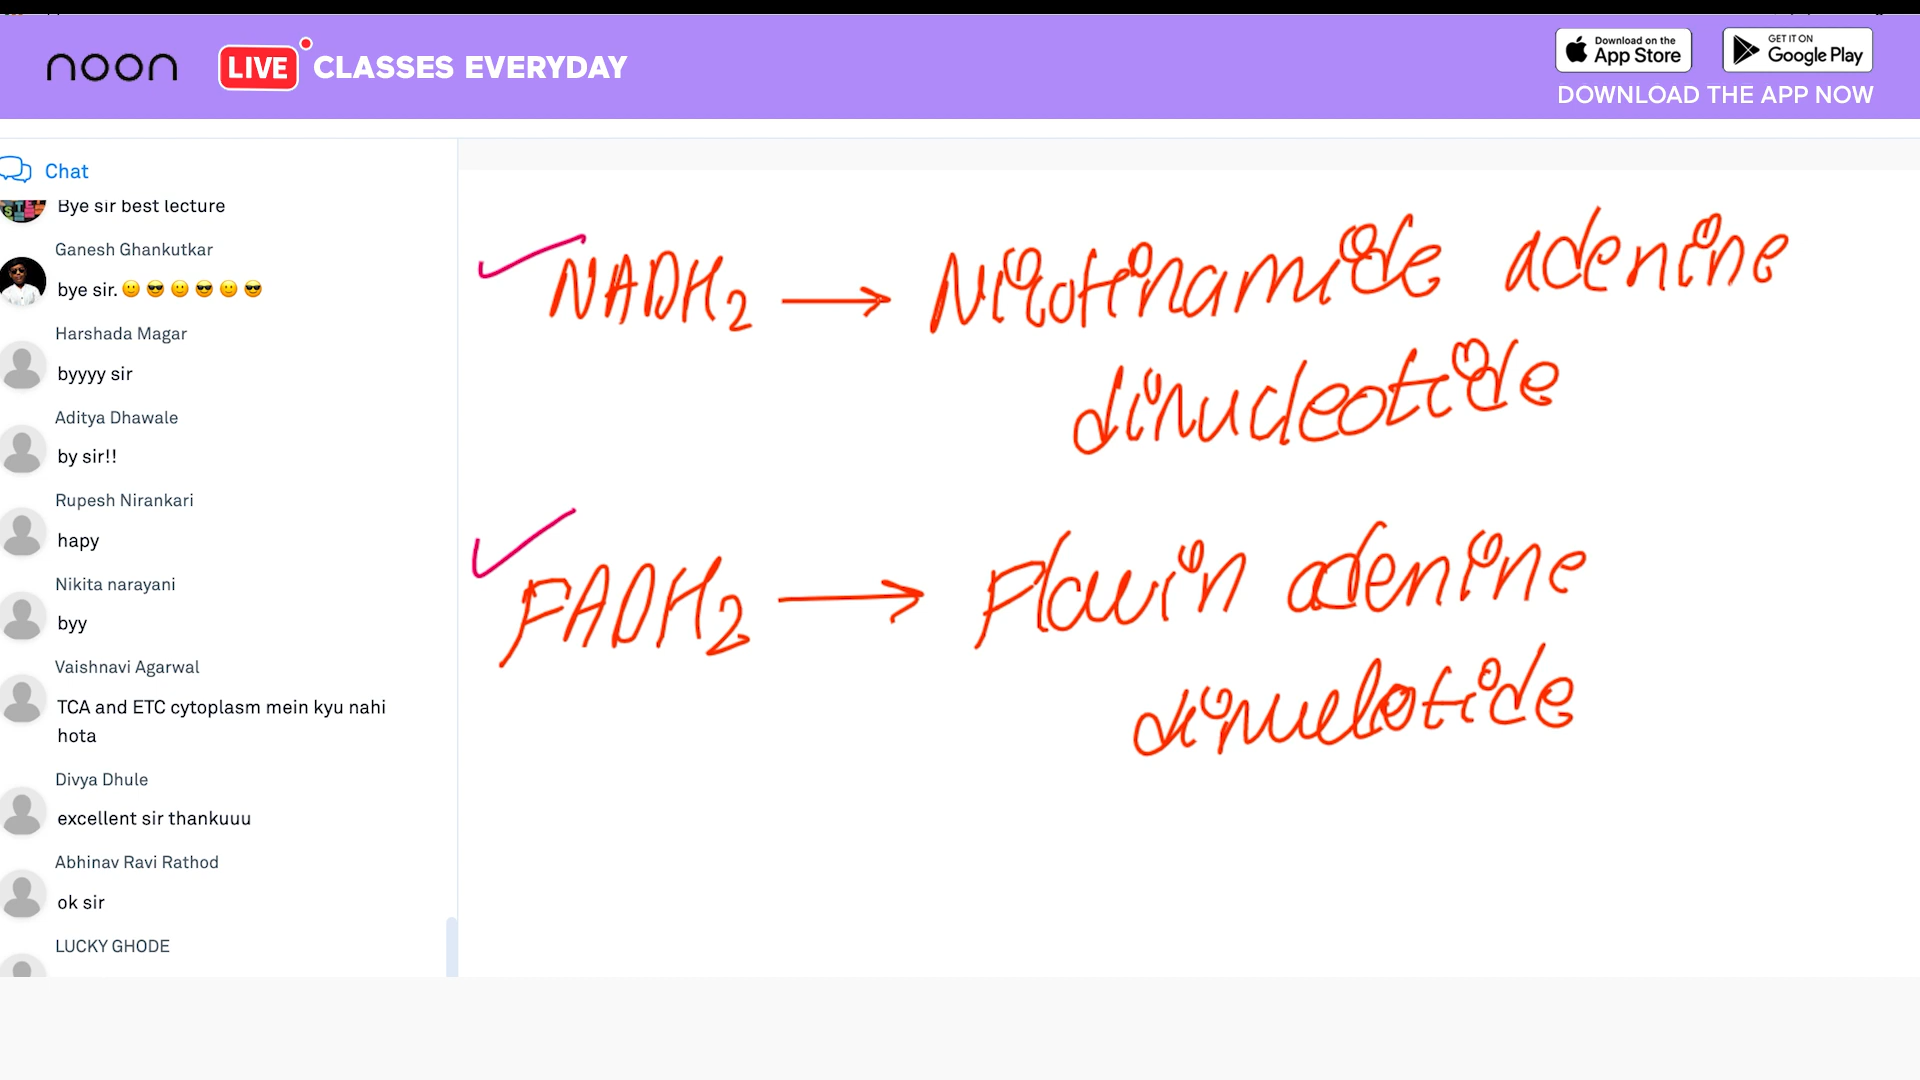 noon LIVE CLASSES EVERYDAY
Download on the App Store
GET IT ON Google Play
DOWNLOAD THE APP NOW
Chat
Bye sir best lecture
Ganesh Ghankutkar
bye sir. 🙂 😎 🙂 😎 🙂 😎
Harshada Magar
byyyy sir
Aditya Dhawale
by sir!!
Rupesh Nirankari
hapy
Nikita narayani
byy
Vaishnavi Agarwal
TCA and ETC cytoplasm mein kyu nahi
hota
Divya Dhule
excellent sir thankuuu
Abhinav Ravi Rathod
ok sir
LUCKY GHODE
NADH2 → Nicotinamide adenine
dinucleotide
FADH2 → Flavin adenine
dinuclotide